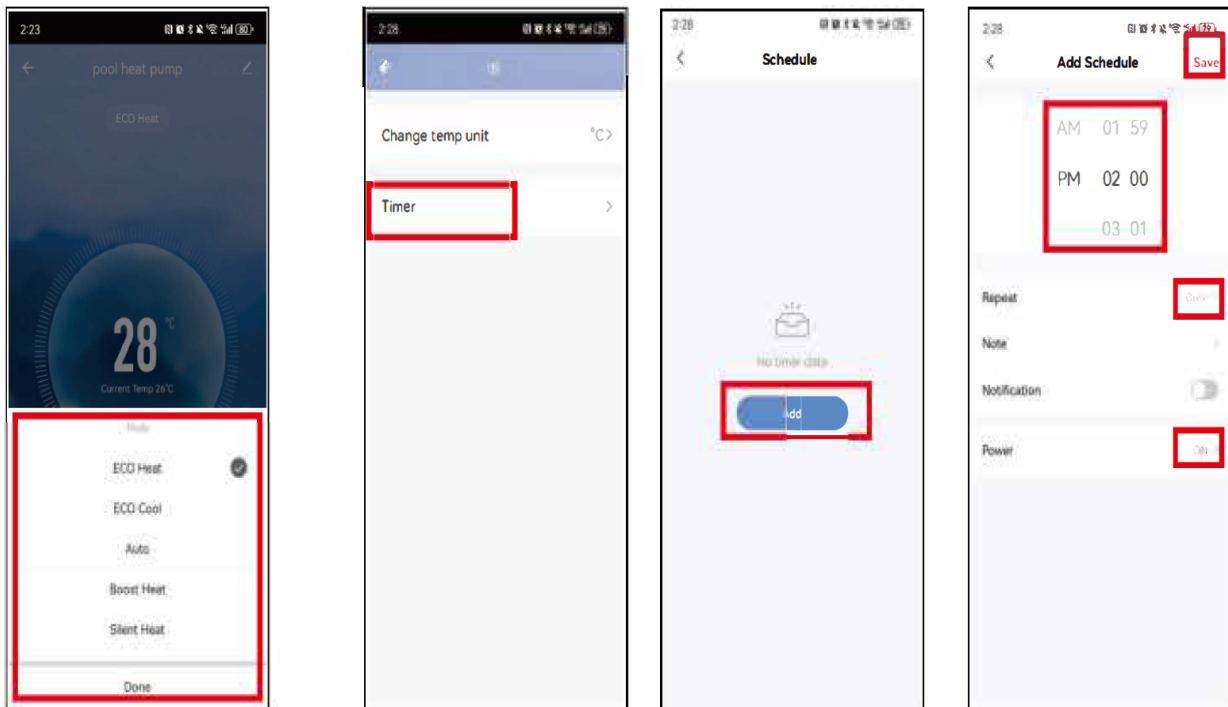 2:23
80
pool heat pump
ECO Heat
28 °C
Current Temp 26°C
Mode
ECO Heat
ECO Cool
Auto
Boost Heat
Silent Heat
Done
2:28
Change temp unit °C
Timer
2:28
Schedule
No timer data
Add
2:28
Add Schedule Save
AM 01 59
PM 02 00
03 01
Repeat
Note
Notification
Power ON